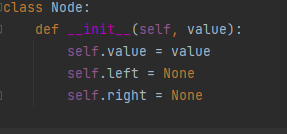 class Node:
    def __init__(self, value):
        self.value = value
        self.left = None
        self.right = None